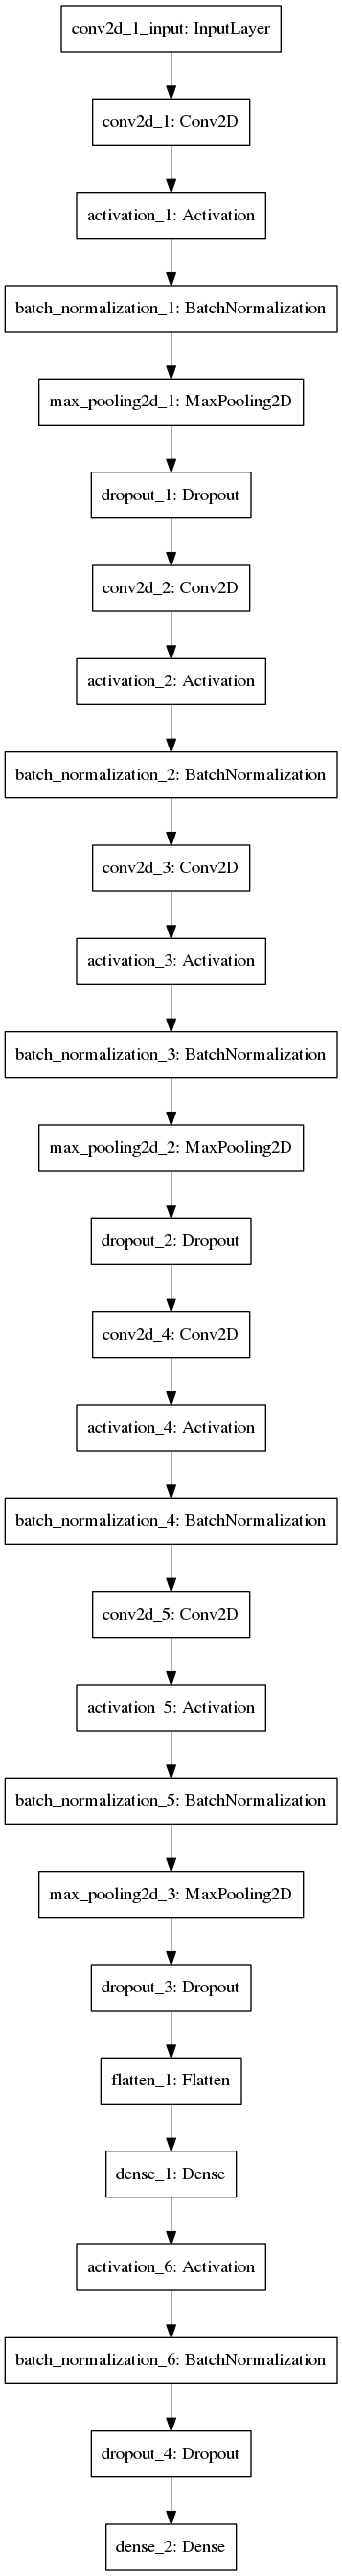 conv2d_1_input: InputLayer
conv2d_1: Conv2D
activation_1: Activation
batch_normalization_1: BatchNormalization
max_pooling2d_1: MaxPooling2D
dropout_1: Dropout
conv2d_2: Conv2D
activation_2: Activation
batch_normalization_2: BatchNormalization
conv2d_3: Conv2D
activation_3: Activation
batch_normalization_3: BatchNormalization
max_pooling2d_2: MaxPooling2D
dropout_2: Dropout
conv2d_4: Conv2D
activation_4: Activation
batch_normalization_4: BatchNormalization
conv2d_5: Conv2D
activation_5: Activation
batch_normalization_5: BatchNormalization
max_pooling2d_3: MaxPooling2D
dropout_3: Dropout
flatten_1: Flatten
dense_1: Dense
activation_6: Activation
batch_normalization_6: BatchNormalization
dropout_4: Dropout
dense_2: Dense